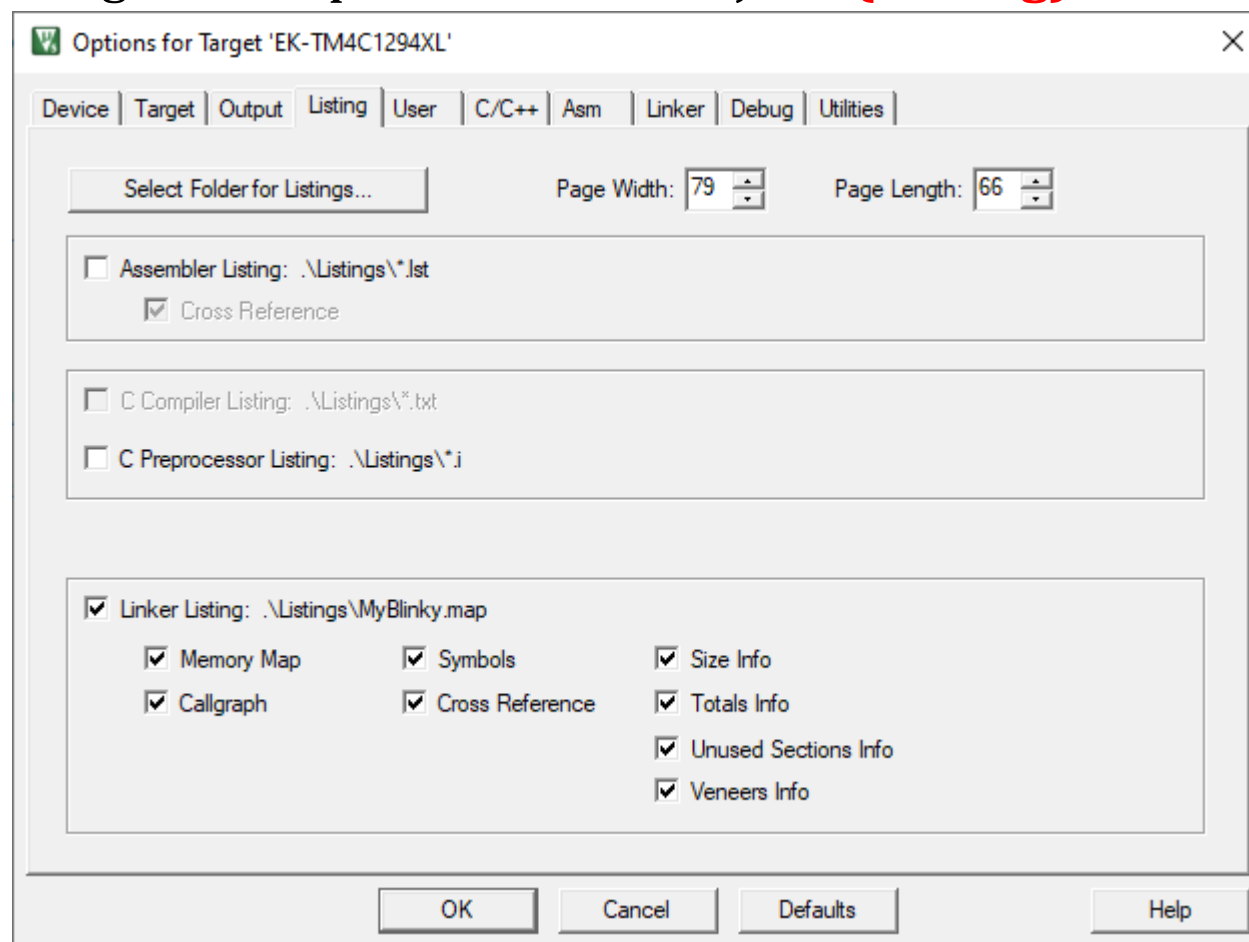 Options for Target 'EK-TM4C1294XL'
Device Target Output Listing User C/C++ Asm Linker Debug Utilities
Select Folder for Listings... Page Width: 79 Page Length: 66
Assembler Listing: .\Listings\*.lst
Cross Reference
C Compiler Listing: .\Listings\*.txt
C Preprocessor Listing: .\Listings\*.i
Linker Listing: .\Listings\MyBlinky.map
Memory Map Symbols Size Info
Callgraph Cross Reference Totals Info
Unused Sections Info
Veneers Info
OK Cancel Defaults Help